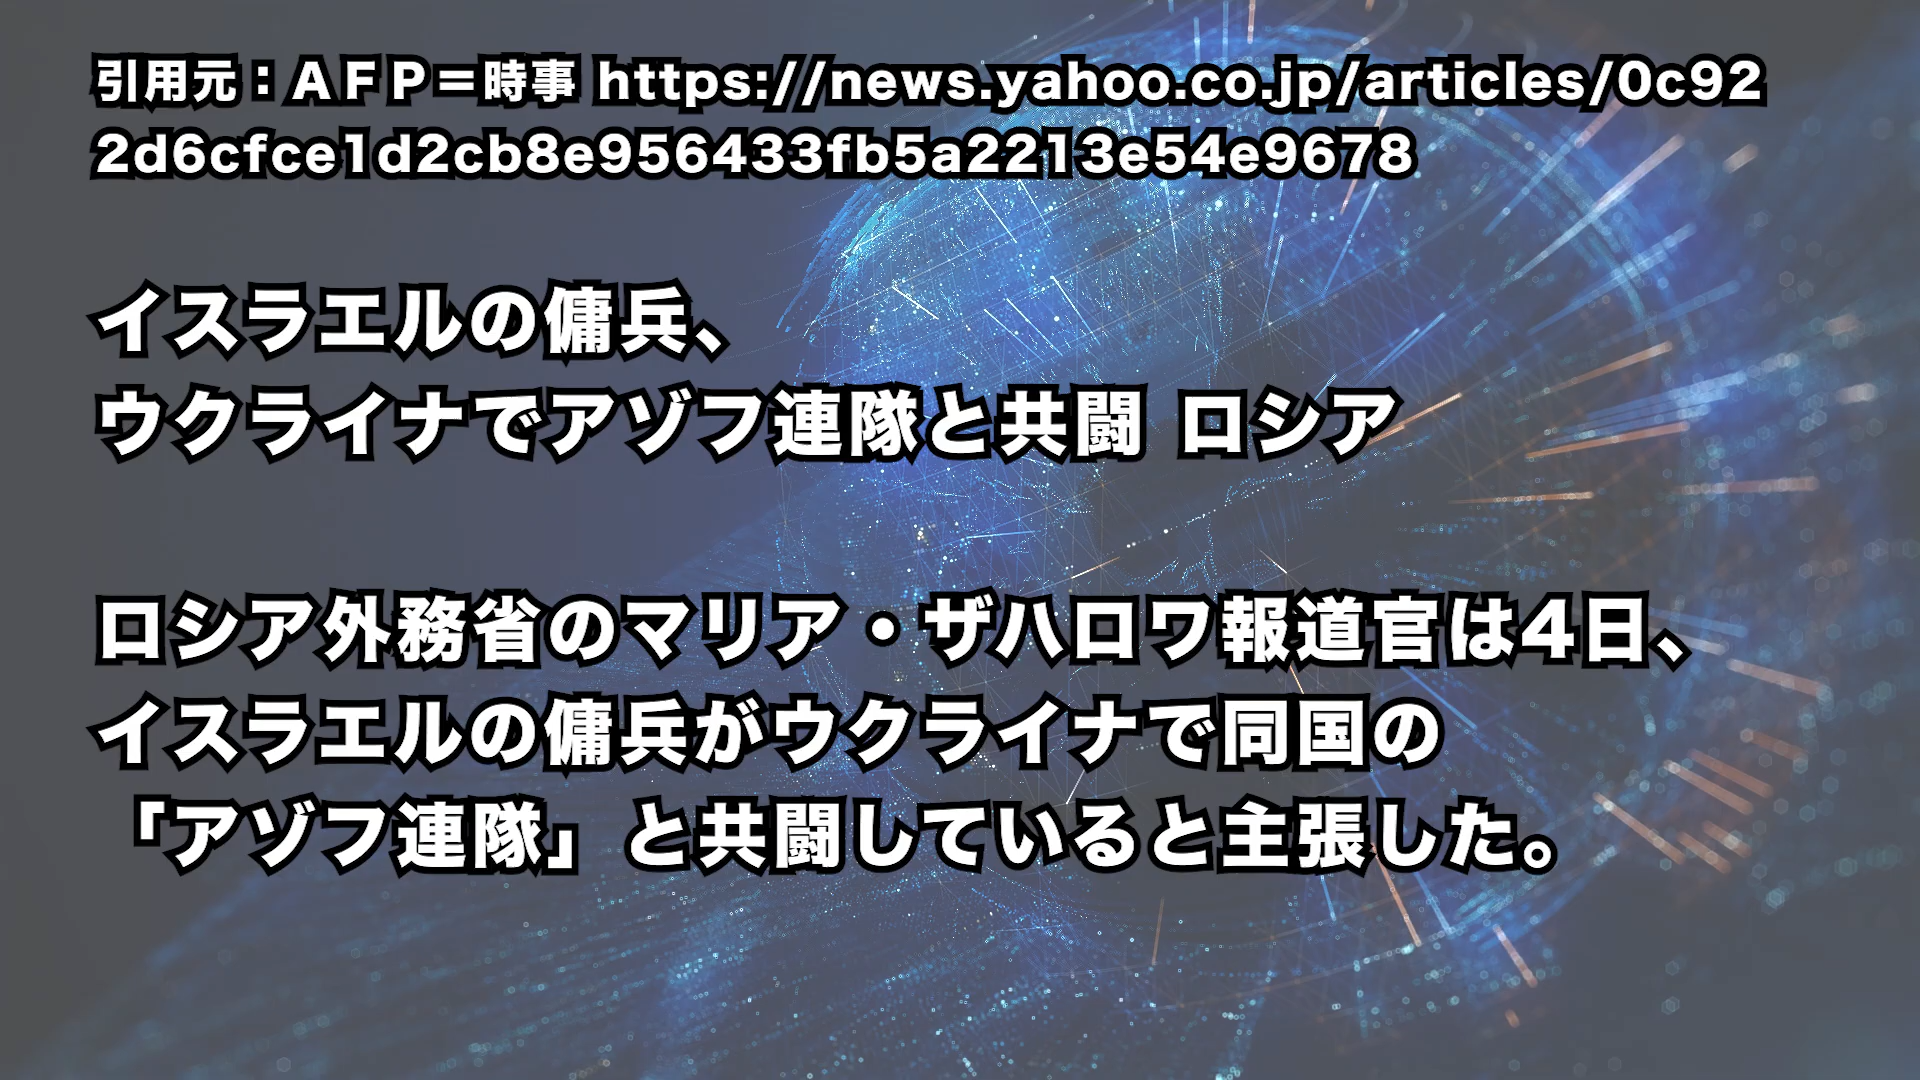 引用元：ＡＦＰ＝時事 https://news.yahoo.co.jp/articles/0c92
2d6cfce1d2cb8e956433fb5a2213e54e9678
イスラエルの傭兵、
ウクライナでアゾフ連隊と共闘 ロシア
ロシア外務省のマリア・ザハロワ報道官は4日、
イスラエルの傭兵がウクライナで同国の
「アゾフ連隊」と共闘していると主張した。